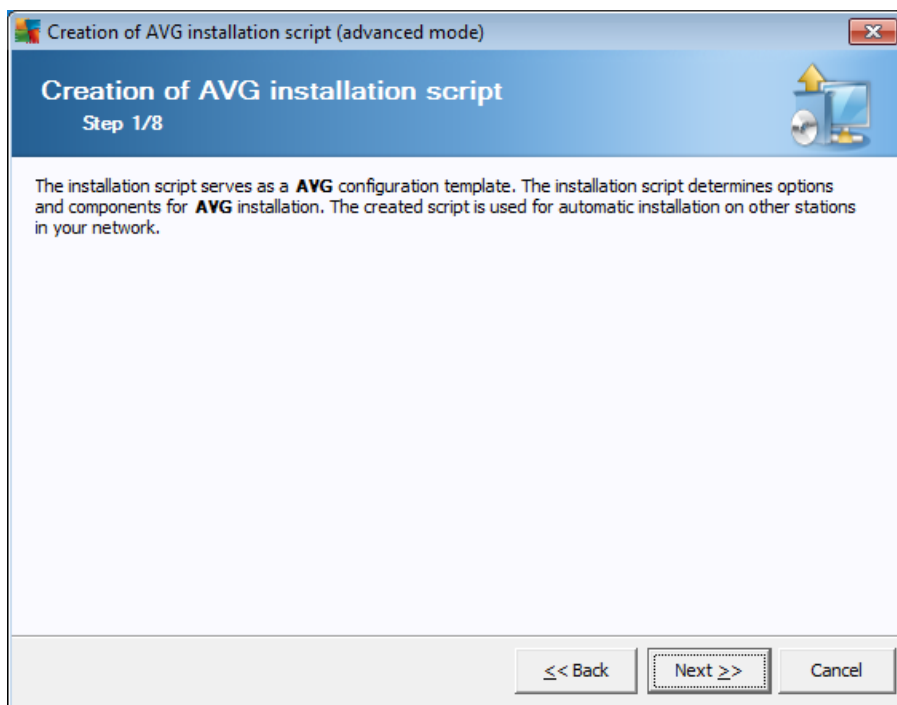 Creation of AVG installation script (advanced mode)
Creation of AVG installation script
Step 1/8
The installation script serves as a AVG configuration template. The installation script determines options
and components for AVG installation. The created script is used for automatic installation on other stations
in your network.
<< Back
Next >>
Cancel